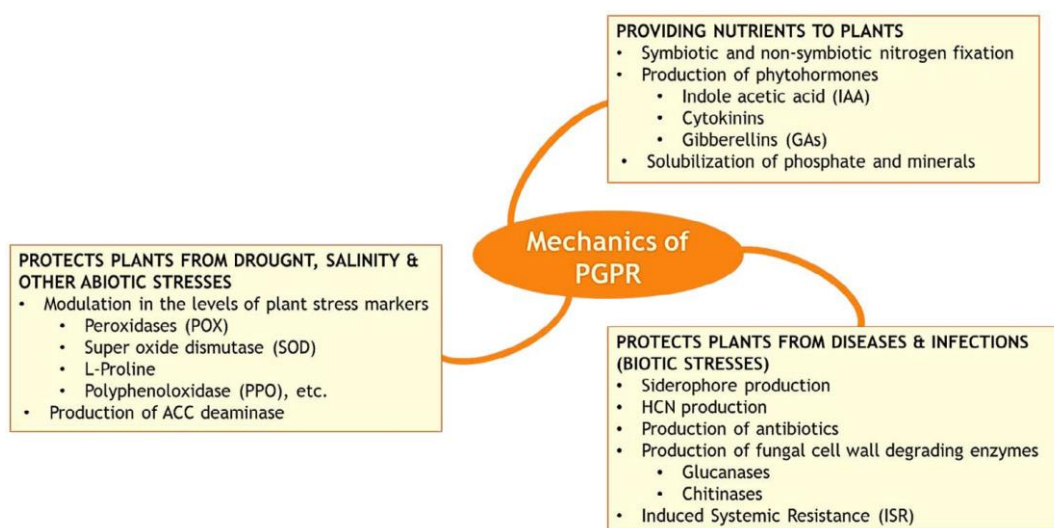 PROVIDING NUTRIENTS TO PLANTS
• Symbiotic and non-symbiotic nitrogen fixation
• Production of phytohormones
• Indole acetic acid (IAA)
• Cytokinins
• Gibberellins (GAs)
• Solubilization of phosphate and minerals
Mechanics of
PGPR
PROTECTS PLANTS FROM DROUGNT, SALINITY &
OTHER ABIOTIC STRESSES
• Modulation in the levels of plant stress markers
• Peroxidases (POX)
• Super oxide dismutase (SOD)
• L-Proline
• Polyphenoloxidase (PPO), etc.
• Production of ACC deaminase
PROTECTS PLANTS FROM DISEASES & INFECTIONS
(BIOTIC STRESSES)
• Siderophore production
• HCN production
• Production of antibiotics
• Production of fungal cell wall degrading enzymes
• Glucanases
• Chitinases
• Induced Systemic Resistance (ISR)